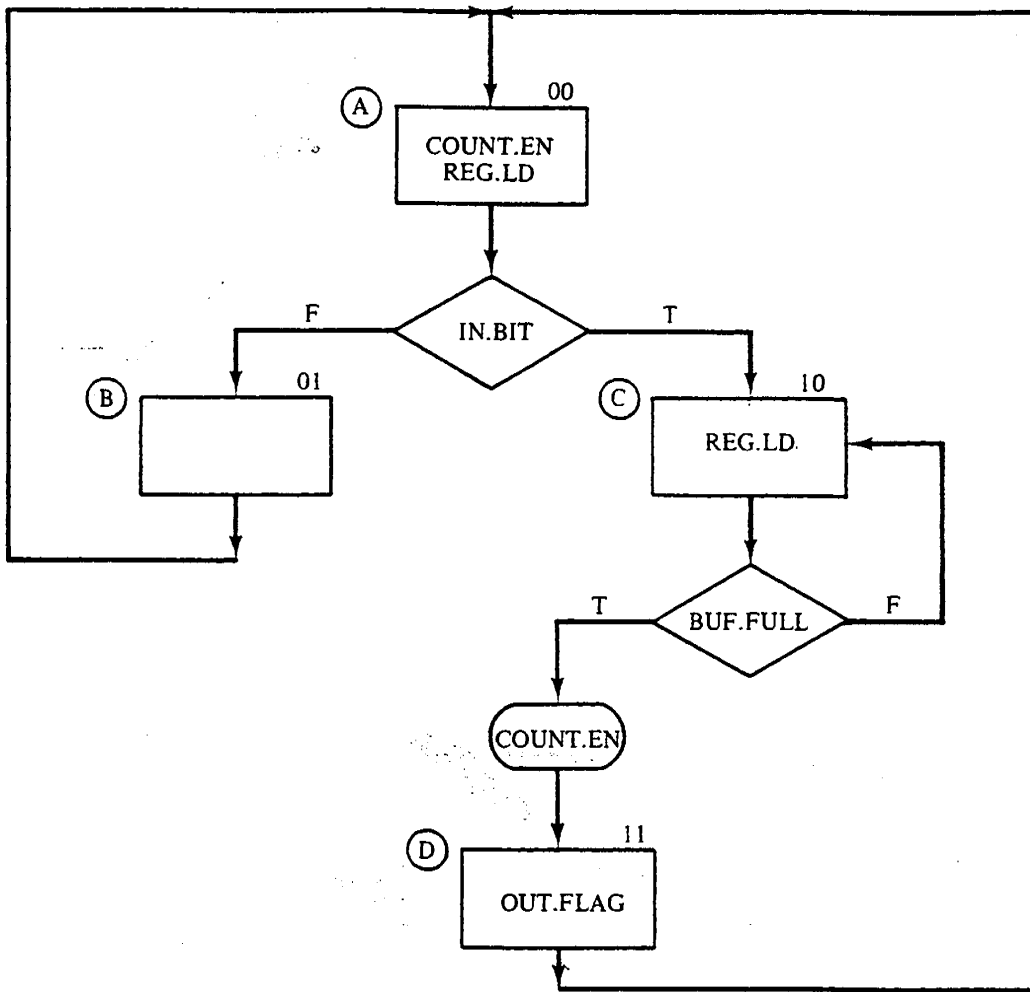 00
A
COUNT.EN
REG.LD
F
IN.BIT
T
01
B
10
C
REG.LD.
T
BUF.FULL
F
COUNT.EN
11
D
OUT.FLAG